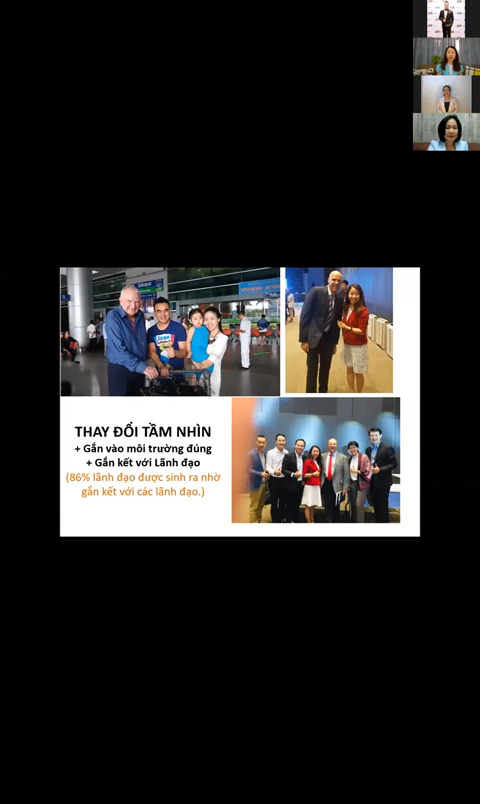 THAY ĐỔI TẦM NHÌN
+ Gắn vào môi trường đúng
+ Gắn kết với Lãnh đạo
(86% lãnh đạo được sinh ra nhờ
gắn kết với các lãnh đạo.)